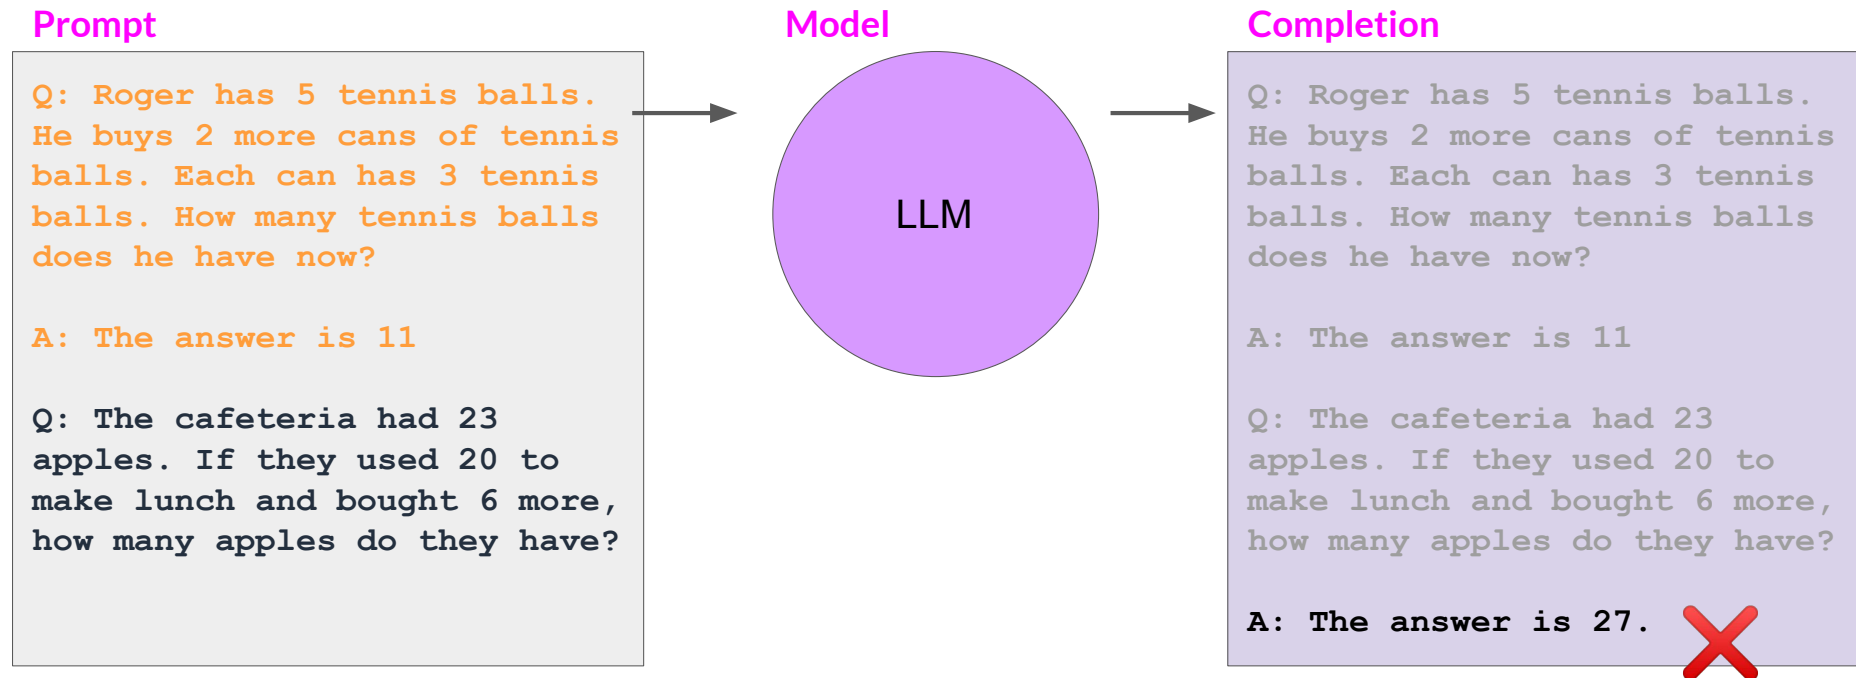 Prompt
Q: Roger has 5 tennis balls.
He buys 2 more cans of tennis
balls. Each can has 3 tennis
balls. How many tennis balls
does he have now?
A: The answer is 11
Q: The cafeteria had 23
apples. If they used 20 to
make lunch and bought 6 more,
how many apples do they have?
Model
LLM
Completion
Q: Roger has 5 tennis balls.
He buys 2 more cans of tennis
balls. Each can has 3 tennis
balls. How many tennis balls
does he have now?
A: The answer is 11
Q: The cafeteria had 23
apples. If they used 20 to
make lunch and bought 6 more,
how many apples do they have?
A: The answer is 27.